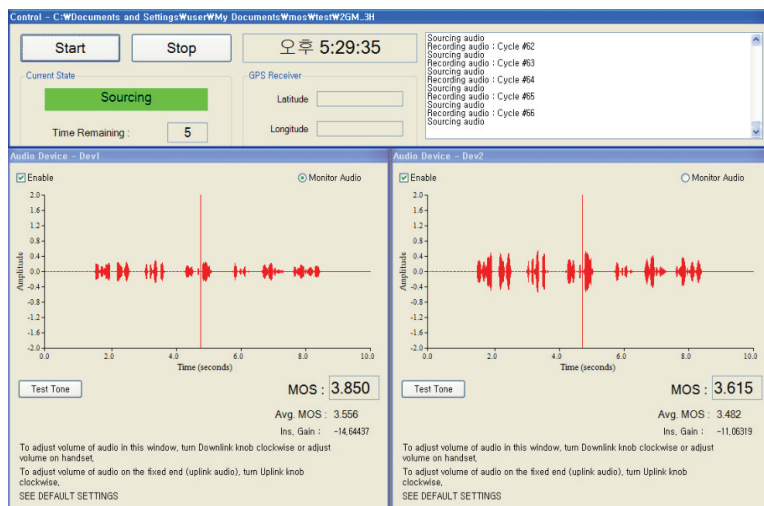 Control - C:₩Documents and Settings₩user₩My Documents₩mos₩test₩2GM_3H
Start
Stop
오후 5:29:35
Current State
Sourcing
Time Remaining :
5
GPS Receiver
Latitude
Longitude
Sourcing audio
Recording audio : Cycle #62
Sourcing audio
Recording audio : Cycle #63
Sourcing audio
Recording audio : Cycle #64
Sourcing audio
Recording audio : Cycle #65
Sourcing audio
Recording audio : Cycle #66
Sourcing audio
Audio Device - Dev1
Enable
Monitor Audio
Amplitude
2.0
1.6
1.2
0.8
0.4
0.0
-0.4
-0.8
-1.2
-1.6
-2.0
0.0 2.0 4.0 6.0 8.0 10.0
Time (seconds)
Test Tone
MOS : 3.850
Avg. MOS : 3.556
Ins. Gain : -14,64437
To adjust volume of audio in this window, turn Downlink knob clockwise or adjust
volume on handset,
To adjust volume of audio on the fixed end (uplink audio), turn Uplink knob
clockwise,
SEE DEFAULT SETTINGS
Audio Device - Dev2
Enable
Monitor Audio
Amplitude
2.0
1.6
1.2
0.8
0.4
0.0
-0.4
-0.8
-1.2
-1.6
-2.0
0.0 2.0 4.0 6.0 8.0 10.0
Time (seconds)
Test Tone
MOS : 3.615
Avg. MOS : 3.482
Ins. Gain : -11,06319
To adjust volume of audio in this window, turn Downlink knob clockwise or adjust
volume on handset,
To adjust volume of audio on the fixed end (uplink audio), turn Uplink knob
clockwise,
SEE DEFAULT SETTINGS